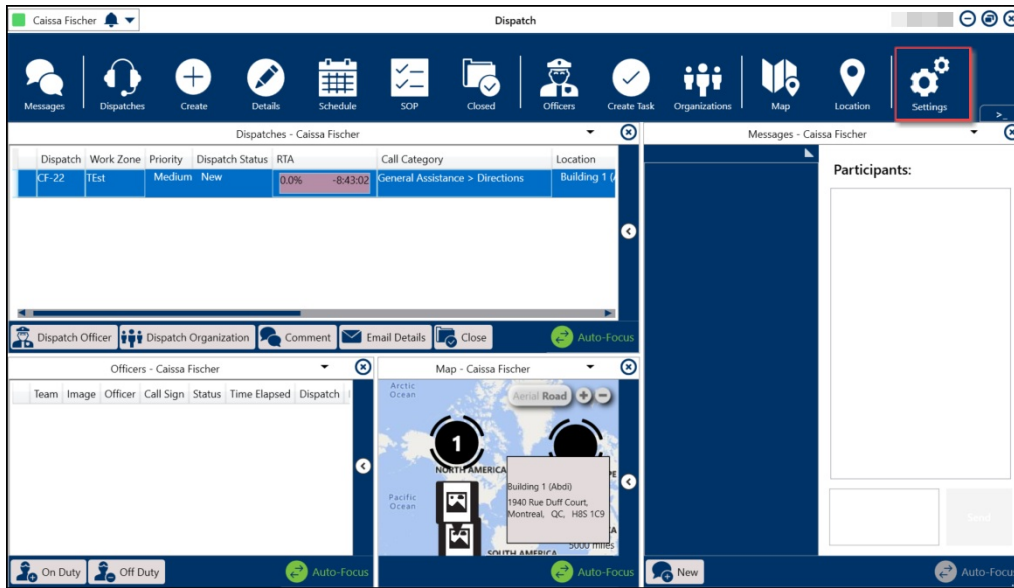 Caissa Fischer
Dispatch
Messages
Dispatches
Create
Details
Schedule
SOP
Closed
Officers
Create Task
Organizations
Map
Location
Settings
>_
Dispatches - Caissa Fischer
Dispatch Work Zone Priority Dispatch Status RTA Call Category Location
CF-22 TEst Medium New 0.0% -8:43:02 General Assistance > Directions Building 1 (
Dispatch Officer
Dispatch Organization
Comment
Email Details
Close
Auto-Focus
Officers - Caissa Fischer
Team Image Officer Call Sign Status Time Elapsed Dispatch
On Duty
Off Duty
Auto-Focus
Map - Caissa Fischer
Arctic
Ocean
Aerial Road
1
NORTH AMERICA
Building 1 (Abdi)
1940 Rue Duff Court,
Montreal, QC, H8S 1C9
Pacific
Ocean
5000 miles
SOUTH AMERICA
Auto-Focus
Messages - Caissa Fischer
Participants:
Send
New
Auto-Focus